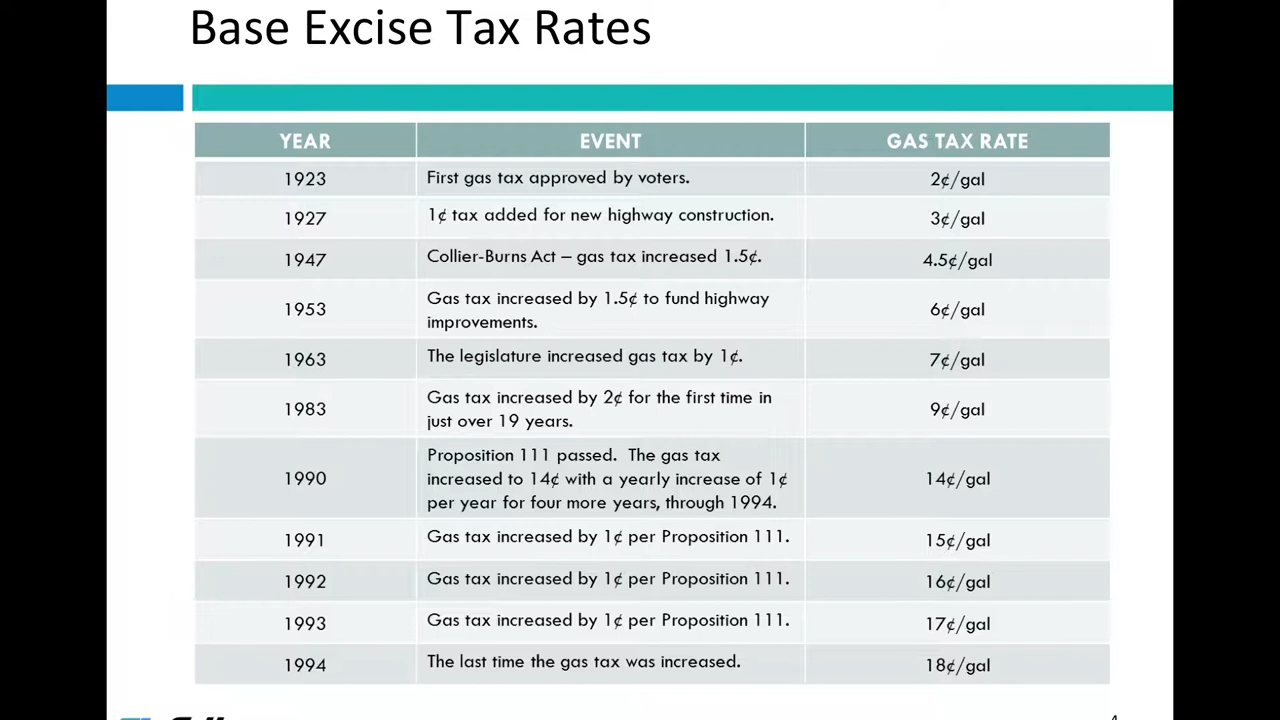 Base Excise Tax Rates
YEAR EVENT GAS TAX RATE
1923 First gas tax approved by voters. 2¢/gal
1927 1¢ tax added for new highway construction. 3¢/gal
1947 Collier-Burns Act – gas tax increased 1.5¢. 4.5¢/gal
1953 Gas tax increased by 1.5¢ to fund highway
improvements. 6¢/gal
1963 The legislature increased gas tax by 1¢. 7¢/gal
1983 Gas tax increased by 2¢ for the first time in
just over 19 years. 9¢/gal
1990 Proposition 111 passed. The gas tax
increased to 14¢ with a yearly increase of 1¢
per year for four more years, through 1994. 14¢/gal
1991 Gas tax increased by 1¢ per Proposition 111. 15¢/gal
1992 Gas tax increased by 1¢ per Proposition 111. 16¢/gal
1993 Gas tax increased by 1¢ per Proposition 111. 17¢/gal
1994 The last time the gas tax was increased. 18¢/gal